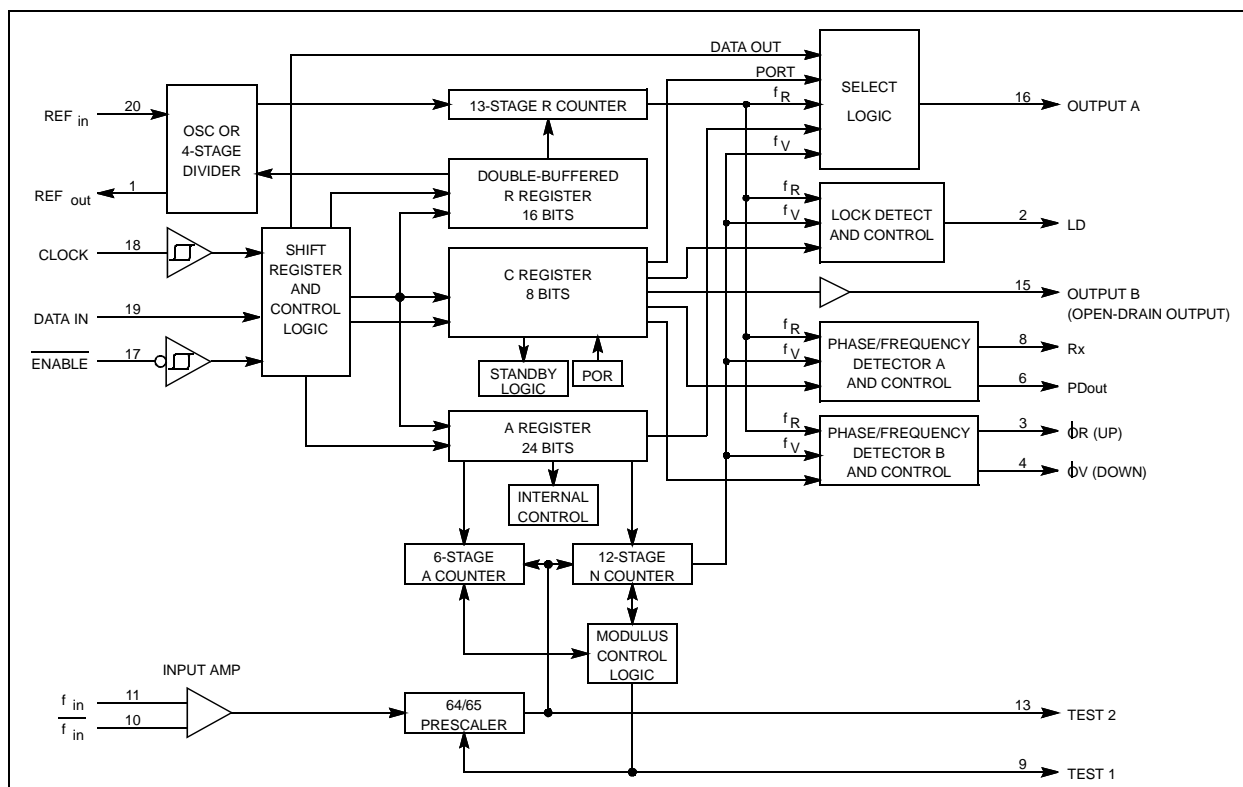 DATA OUT
PORT
f R
f V
SELECT
LOGIC
16
OUTPUT A
20
REF in
OSC OR
4-STAGE
DIVIDER
1
REF out
13-STAGE R COUNTER
DOUBLE-BUFFERED
R REGISTER
16 BITS
f R
f V
LOCK DETECT
AND CONTROL
2
LD
18
CLOCK
19
DATA IN
17
ENABLE
SHIFT
REGISTER
AND
CONTROL
LOGIC
C REGISTER
8 BITS
15
OUTPUT B
(OPEN-DRAIN OUTPUT)
STANDBY
LOGIC
POR
f R
f V
PHASE/FREQUENCY
DETECTOR A
AND CONTROL
8
Rx
6
PDout
A REGISTER
24 BITS
f R
f V
PHASE/FREQUENCY
DETECTOR B
AND CONTROL
3
ϕR (UP)
4
ϕV (DOWN)
INTERNAL
CONTROL
6-STAGE
A COUNTER
12-STAGE
N COUNTER
MODULUS
CONTROL
LOGIC
INPUT AMP
11
f in
10
f in
64/65
PRESCALER
13
TEST 2
9
TEST 1